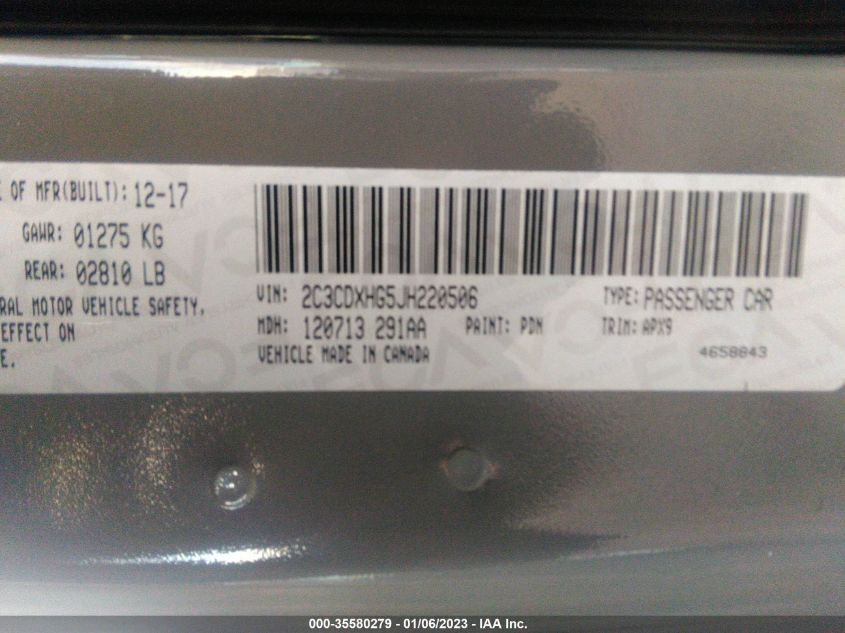 E OF MFR(BUILT): 12-17
GAWR: 01275 KG
REAR: 02810 LB
RAL MOTOR VEHICLE SAFETY,
EFFECT ON
E.
VIN: 2C3CDXHG5JH220506 TYPE: PASSENGER CAR
MDH: 120713 291AA PAINT: PDN TRIM: APX9
VEHICLE MADE IN CANADA 4658843
000-35580279 - 01/06/2023 - IAA Inc.